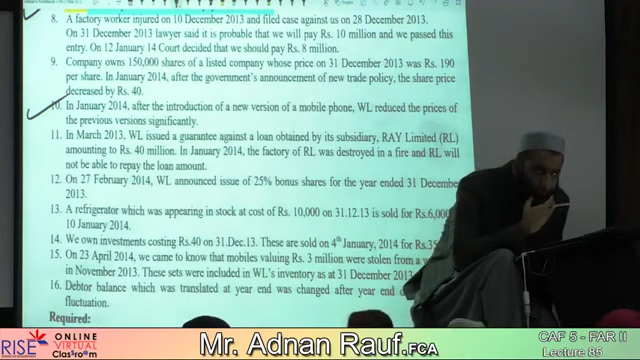 8. A factory worker injured on 10 December 2013 and filed case against us on 28 December 2013.
On 31 December 2013 lawyer said it is probable that we will pay Rs. 10 million and we passed this
entry. On 12 January 14 Court decided that we should pay Rs. 8 million.
9. Company owns 150,000 shares of a listed company whose price on 31 December 2013 was Rs. 190
per share. In January 2014, after the government's announcement of new trade policy, the share price
decreased by Rs. 40.
10. In January 2014, after the introduction of a new version of a mobile phone, WL reduced the prices of
the previous versions significantly.
11. In March 2013, WL issued a guarantee against a loan obtained by its subsidiary, RAY Limited (RL)
amounting to Rs. 40 million. In January 2014, the factory of RL was destroyed in a fire and RL will
not be able to repay the loan amount.
12. On 27 February 2014, WL announced issue of 25% bonus shares for the year ended 31 December
2013.
13. A refrigerator which was appearing in stock at cost of Rs. 10,000 on 31.12.13 is sold for Rs.6,000
10 January 2014.
14. We own investments costing Rs.40 on 31.Dec.13. These are sold on 4th January, 2014 for Rs.35
15. On 23 April 2014, we came to know that mobiles valuing Rs. 3 million were stolen from a
in November 2013. These sets were included in WL's inventory as at 31 December 2013
16. Debtor balance which was translated at year end was changed after year end
fluctuation.
Required:
RISE
ONLINE
VIRTUAL
Classroom
Mr. Adnan Rauf.FCA
CAF 5 - FAR II
Lecture 85